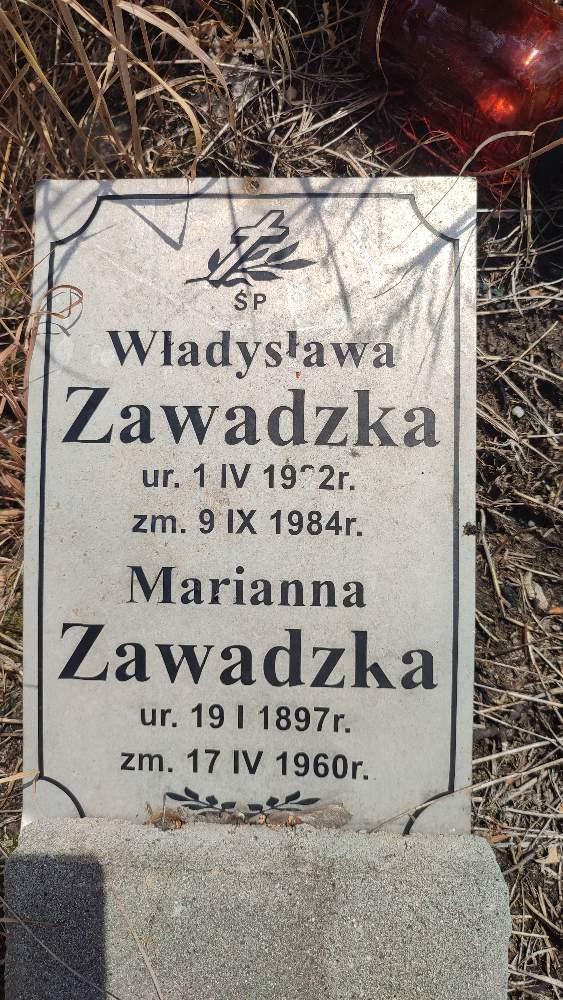 ŚP
Władysława
Zawadzka
ur. 1 IV
zm. 9 IX 1984r.
Marianna
Zawadzka
ur. 19 I 1897r.
zm. 17 IV 1960r.